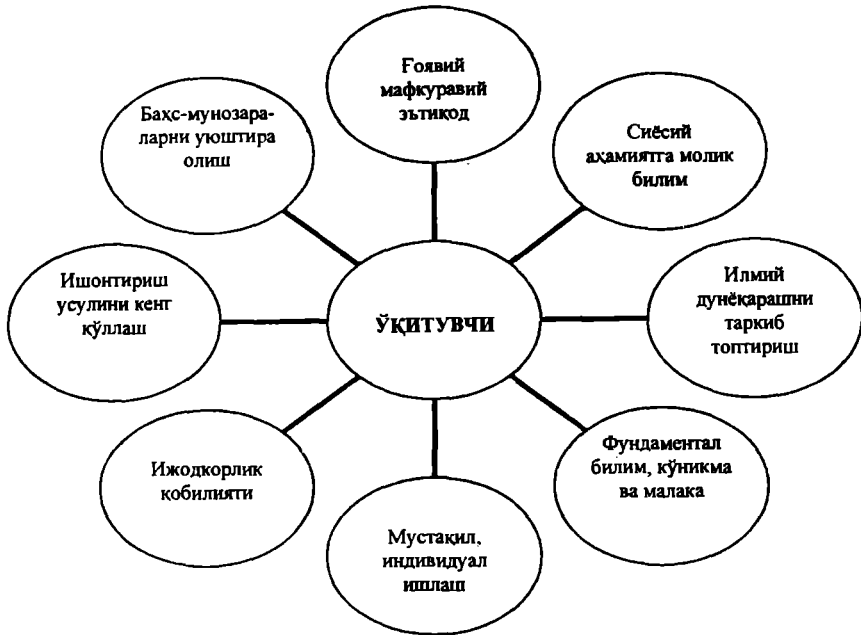 Ғоявий
мафкуравий
эътиқод
Сиёсий
аҳамиятга молик
билим
Илмий
дунёқарашни
таркиб
топтириш
Фундаментал
билим, кўникма
ва малака
Мустақил,
индивидуал
ишлаш
Ижодкорлик
қобилияти
Ишонтириш
усулини кенг
қўллаш
Баҳс-мунозара-
ларни уюштира
олиш
ЎҚИТУВЧИ